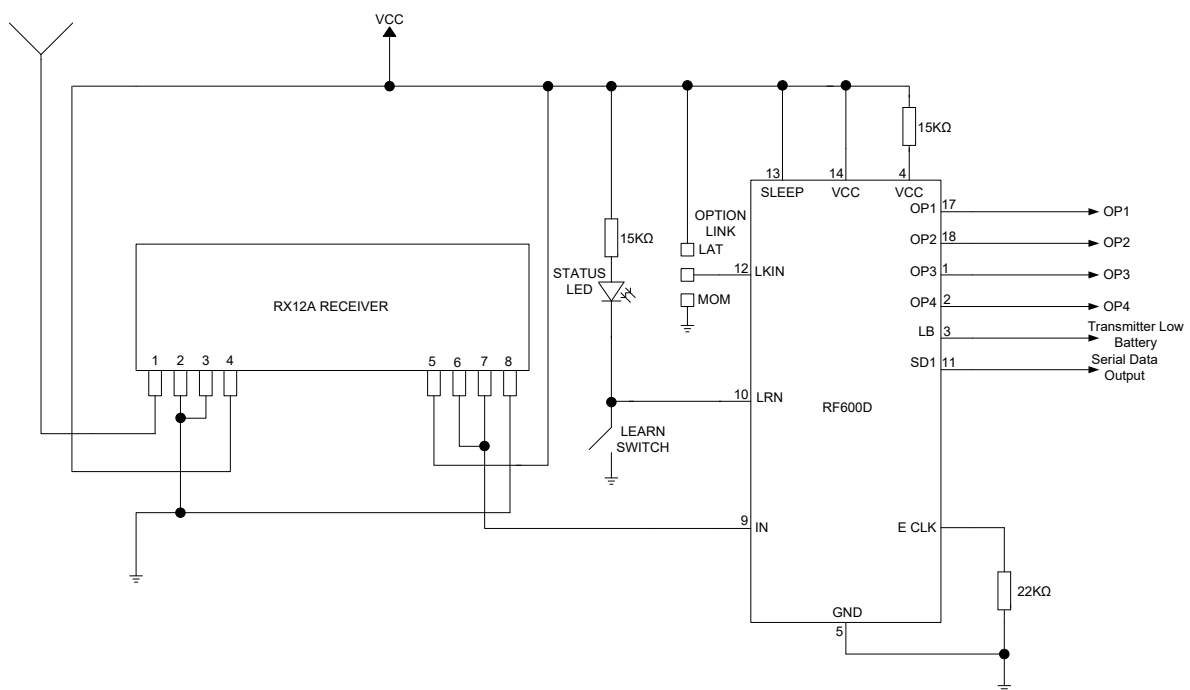 VCC
15KΩ
13
14
4
SLEEP
VCC
VCC
OP1
17
OP1
OPTION
LINK
15KΩ
LAT
OP2
18
OP2
STATUS
LED
12
LKIN
OP3
1
OP3
MOM
OP4
2
OP4
RX12A RECEIVER
LB
3
Transmitter Low
Battery
SD1
11
Serial Data
Output
1
2
3
4
5
6
7
8
10
LRN
RF600D
LEARN
SWITCH
9
IN
E CLK
22KΩ
GND
5